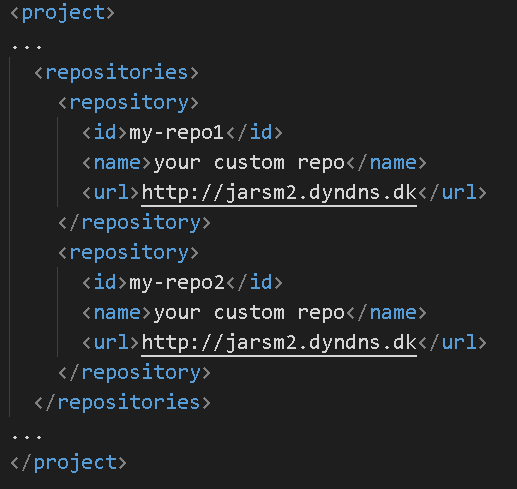 <project>
...
<repositories>
<repository>
<id>my-repo1</id>
<name>your custom repo</name>
<url>http://jarsm2.dyndns.dk</url>
</repository>
<repository>
<id>my-repo2</id>
<name>your custom repo</name>
<url>http://jarsm2.dyndns.dk</url>
</repository>
</repositories>
...
</project>